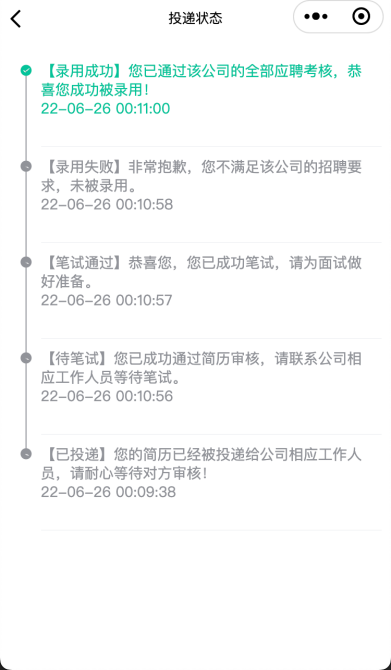 投递状态
【录用成功】您已通过该公司的全部应聘考核，恭
喜您成功被录用！
22-06-26 00:11:00
【录用失败】非常抱歉，您不满足该公司的招聘要
求，未被录用。
22-06-26 00:10:58
【笔试通过】恭喜您，您已成功笔试，请为面试做
好准备。
22-06-26 00:10:57
【待笔试】您已成功通过简历审核，请联系公司相
应工作人员等待笔试。
22-06-26 00:10:56
【已投递】您的简历已经被投递给公司相应工作人
员，请耐心等待对方审核！
22-06-26 00:09:38